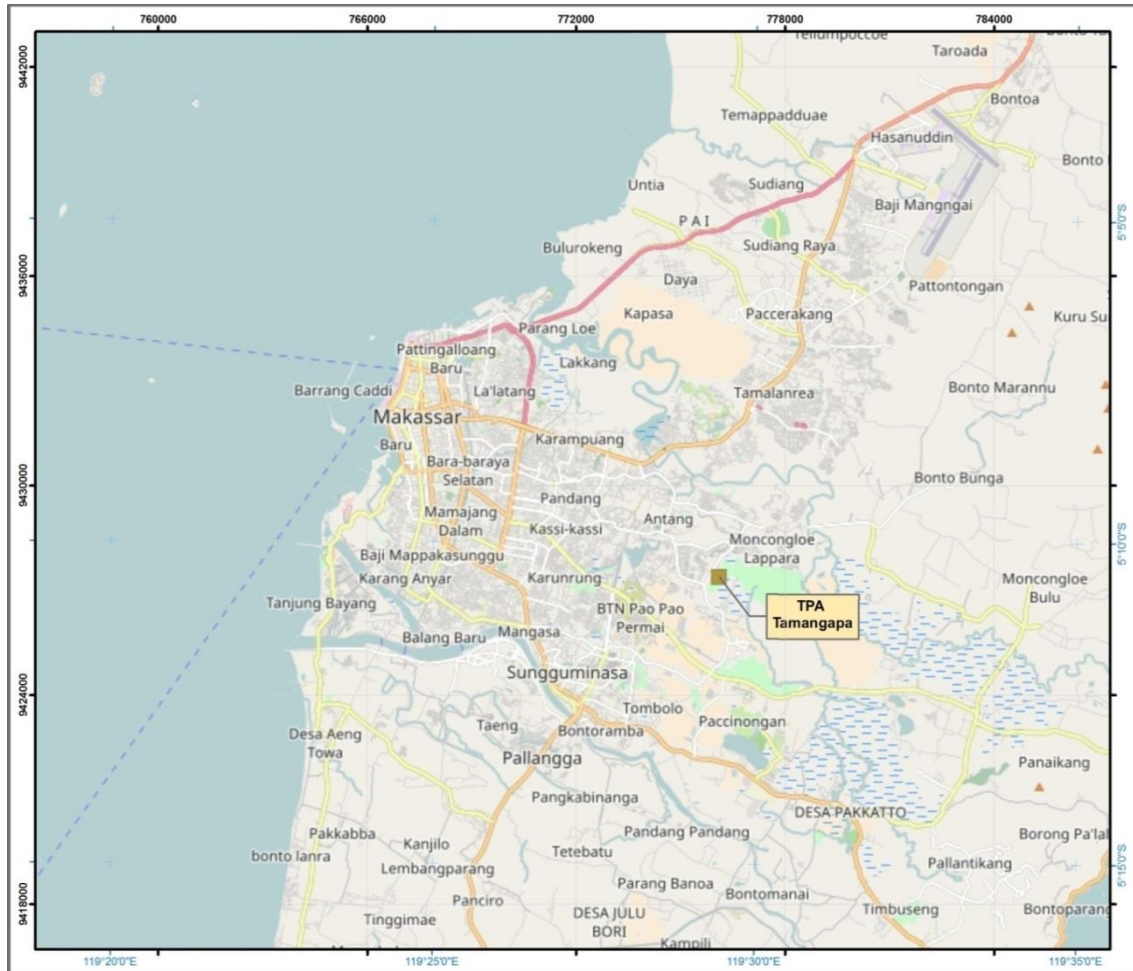 760000
766000
772000
778000
784000
Tellumpoccoe
Taroada
9442000
Bontoa
Temappadduae
Hasanuddin
Bonto
Untia
Sudiang
Baji Mangngai
P A I
5°5'0"S
Bulurokeng
Sudiang Raya
9436000
Daya
Pattontongan
Kapasa
Paccerakang
Kuru Su
Parang Loe
Pattingalloang
Baru
Lakkang
Barrang Caddi
La'latang
Tamalanrea
Bonto Marannu
Makassar
Karampuang
Baru
Bara-baraya
Selatan
Bonto Bunga
9430000
Pandang
Mamajang
Dalam
Kassi-kassi
Antang
Moncongloe
Lappara
5°10'0"S
Baji Mappakasunggu
Karang Anyar
Karunrung
Moncongloe
Bulu
Tanjung Bayang
BTN Pao Pao
Permai
TPA
Tamangapa
Balang Baru
Mangasa
Sungguminasa
9424000
Tombolo
Taeng
Paccinongan
Desa Aeng
Towa
Bontoramba
Pallangga
Panaikang
Pangkabinanga
DESA PAKKATTO
Pakkabba
Kanjilo
Pandang Pandang
Borong Pa'lal
bonto lanra
Tetebatu
Pallantikang
5°15'0"S
Lembangparang
Parang Banoa
Panciro
Bontomanai
9418000
Tinggimae
DESA JULU
BORI
Timbuseng
Bontoparang
Kampili
119°20'0"E
119°25'0"E
119°30'0"E
119°35'0"E